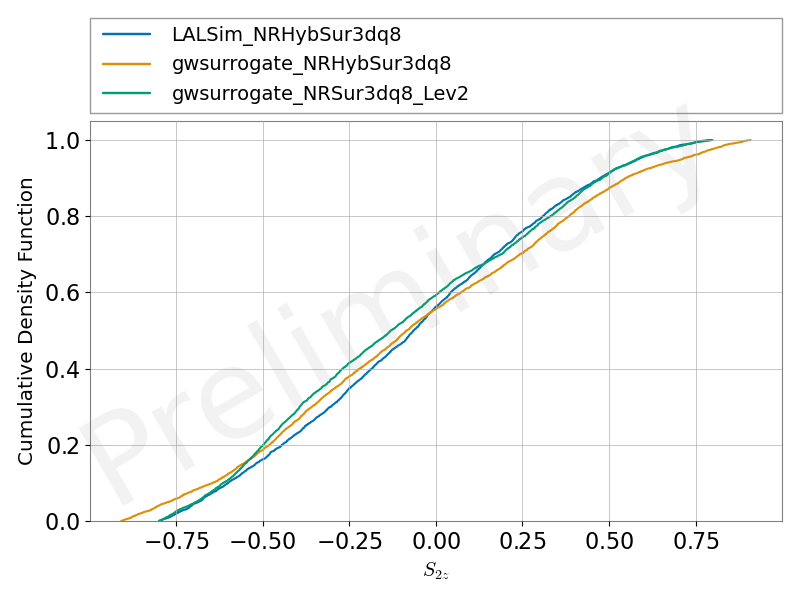 LALSim_NRHybSur3dq8
gwsurrogate_NRHybSur3dq8
gwsurrogate_NRSur3dq8_Lev2
Preliminary
Cumulative Density Function
1.0
0.8
0.6
0.4
0.2
0.0
−0.75 −0.50 −0.25 0.00 0.25 0.50 0.75
S2z